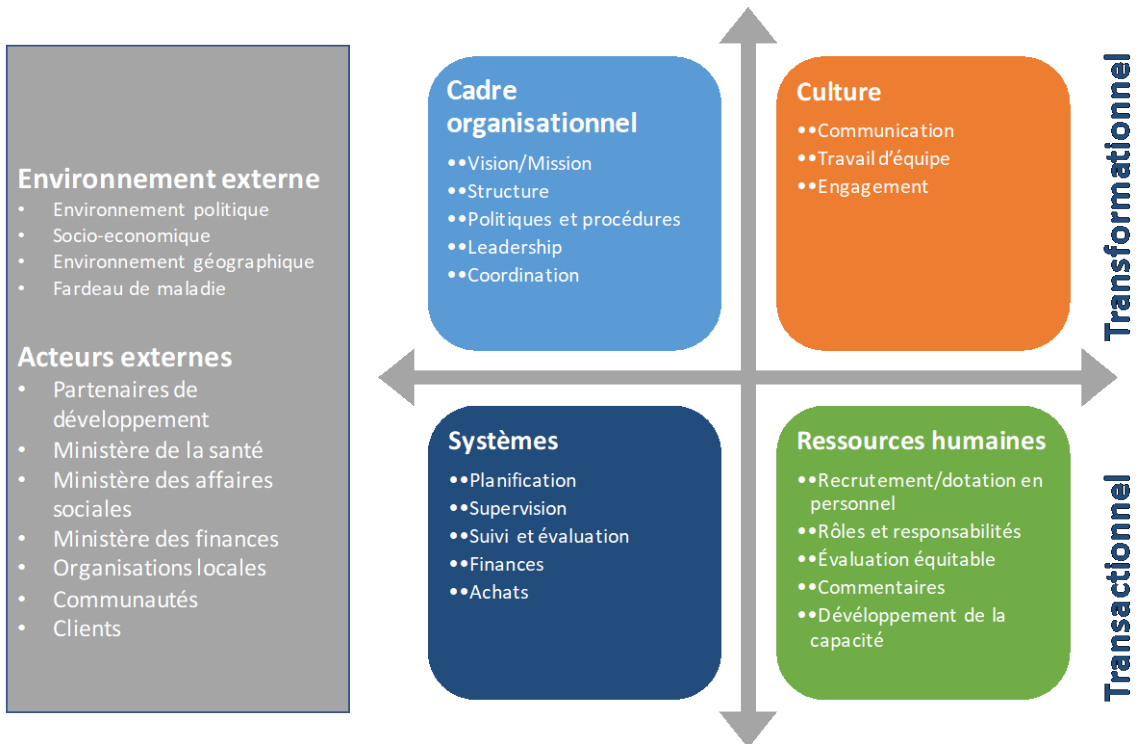 Environnement externe
• Environnement politique
• Socio-economique
• Environnement géographique
• Fardeau de maladie
Acteurs externes
• Partenaires de
développement
• Ministère de la santé
• Ministère des affaires
sociales
• Ministère des finances
• Organisations locales
• Communautés
• Clients
Cadre
organisationnel
••Vision/Mission
••Structure
••Politiques et procédures
••Leadership
••Coordination
Culture
••Communication
••Travail d'équipe
••Engagement
Transformationnel
Systèmes
••Planification
••Supervision
••Suivi et évaluation
••Finances
••Achats
Ressources humaines
••Recrutement/dotation en
personnel
••Rôles et responsabilités
••Évaluation équitable
••Commentaires
••Dévéloppement de la
capacité
Transactionnel